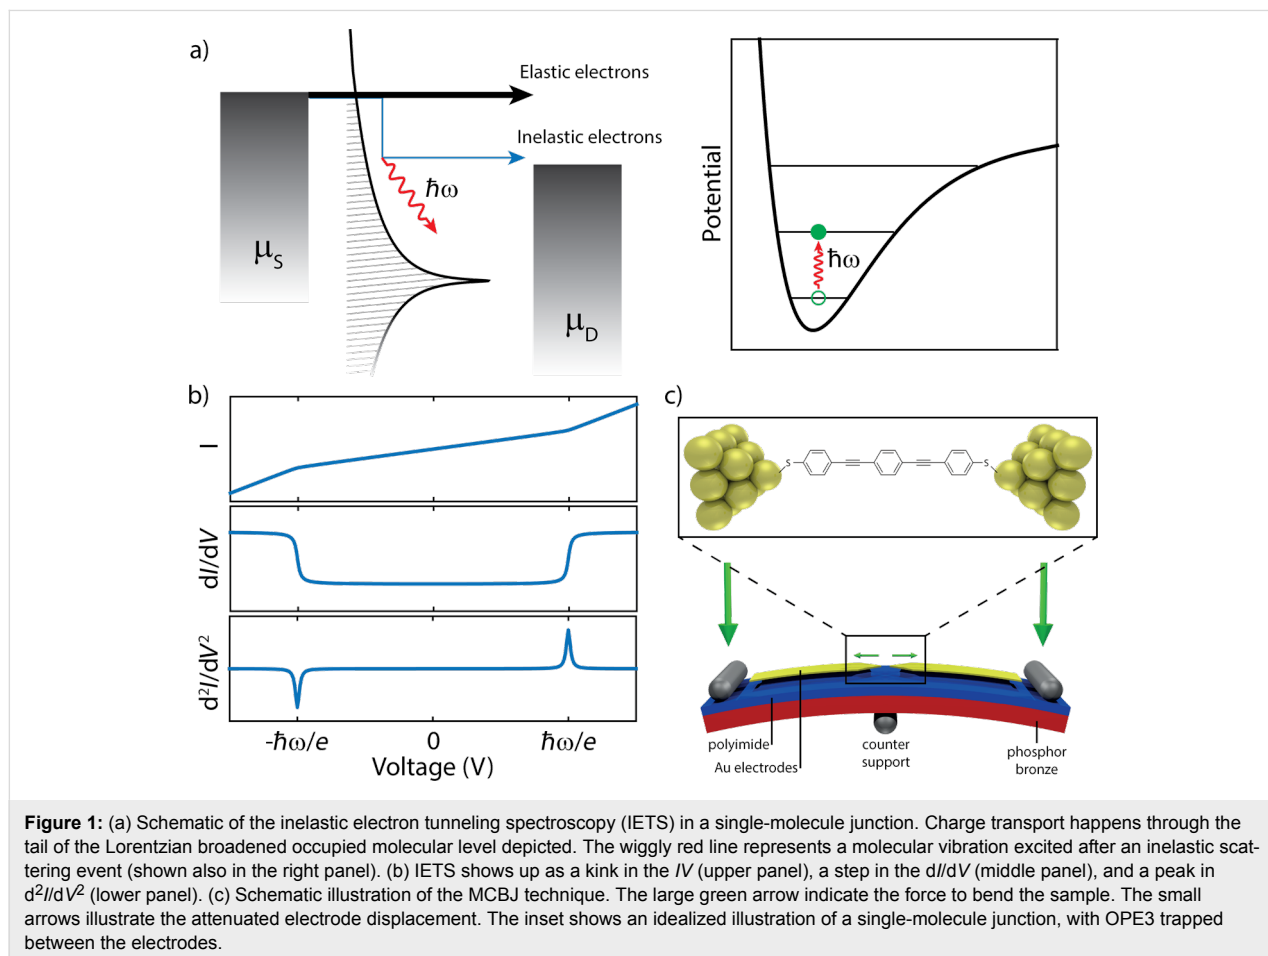 a)
Elastic electrons
Inelastic electrons
ħω
μS
μD
Potential
ħω
b)
I
dI/dV
d²I/dV²
-ħω/e 0 ħω/e
Voltage (V)
c)
S S
polyimide
Au electrodes
counter
support
phosphor
bronze
Figure 1: (a) Schematic of the inelastic electron tunneling spectroscopy (IETS) in a single-molecule junction. Charge transport happens through the
tail of the Lorentzian broadened occupied molecular level depicted. The wiggly red line represents a molecular vibration excited after an inelastic scat-
tering event (shown also in the right panel). (b) IETS shows up as a kink in the IV (upper panel), a step in the dI/dV (middle panel), and a peak in
d²I/dV² (lower panel). (c) Schematic illustration of the MCBJ technique. The large green arrow indicate the force to bend the sample. The small
arrows illustrate the attenuated electrode displacement. The inset shows an idealized illustration of a single-molecule junction, with OPE3 trapped
between the electrodes.